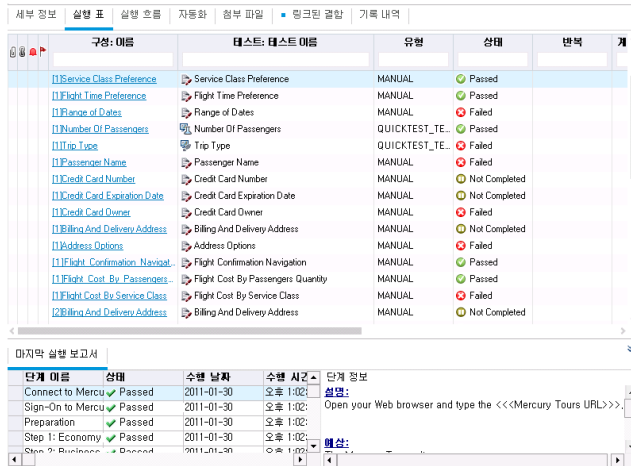 세부 정보 실행 표 실행 흐름 자동화 첨부 파일 링크된 결함 기록 내역
구성: 이름 테스트: 테스트 이름 유형 상태 반복 계
[1]Service Class Preference Service Class Preference MANUAL Passed
[1]Flight Time Preference Flight Time Preference MANUAL Passed
[1]Range of Dates Range of Dates MANUAL Failed
[1]Number Of Passengers Number Of Passengers QUICKTEST_TE... Passed
[1]Trip Type Trip Type QUICKTEST_TE... Failed
[1]Passenger Name Passenger Name MANUAL Failed
[1]Credit Card Number Credit Card Number MANUAL Not Completed
[1]Credit Card Expiration Date Credit Card Expiration Date MANUAL Not Completed
[1]Credit Card Owner Credit Card Owner MANUAL Failed
[1]Billing And Delivery Address Billing And Delivery Address MANUAL Not Completed
[1]Address Options Address Options MANUAL Failed
[1]Flight Confirmation Navigat... Flight Confirmation Navigation MANUAL Passed
[1]Flight Cost By Passengers... Flight Cost By Passengers Quantity MANUAL Passed
[1]Flight Cost By Service Class Flight Cost By Service Class MANUAL Failed
[2]Billing And Delivery Address Billing And Delivery Address MANUAL Not Completed
마지막 실행 보고서
단계 이름 상태 수행 날짜 수행 시간 단계 정보
Connect to Mercu Passed 2011-01-30 오후 1:02: 설명:
Sign-On to Mercu Passed 2011-01-30 오후 1:02: Open your Web browser and type the <<<Mercury Tours URL>>>.
Preparation Passed 2011-01-30 오후 1:02:
Step 1: Economy Passed 2011-01-30 오후 1:02: 예상:
Step 2: Business Passed 2011-01-30 오후 1:02: